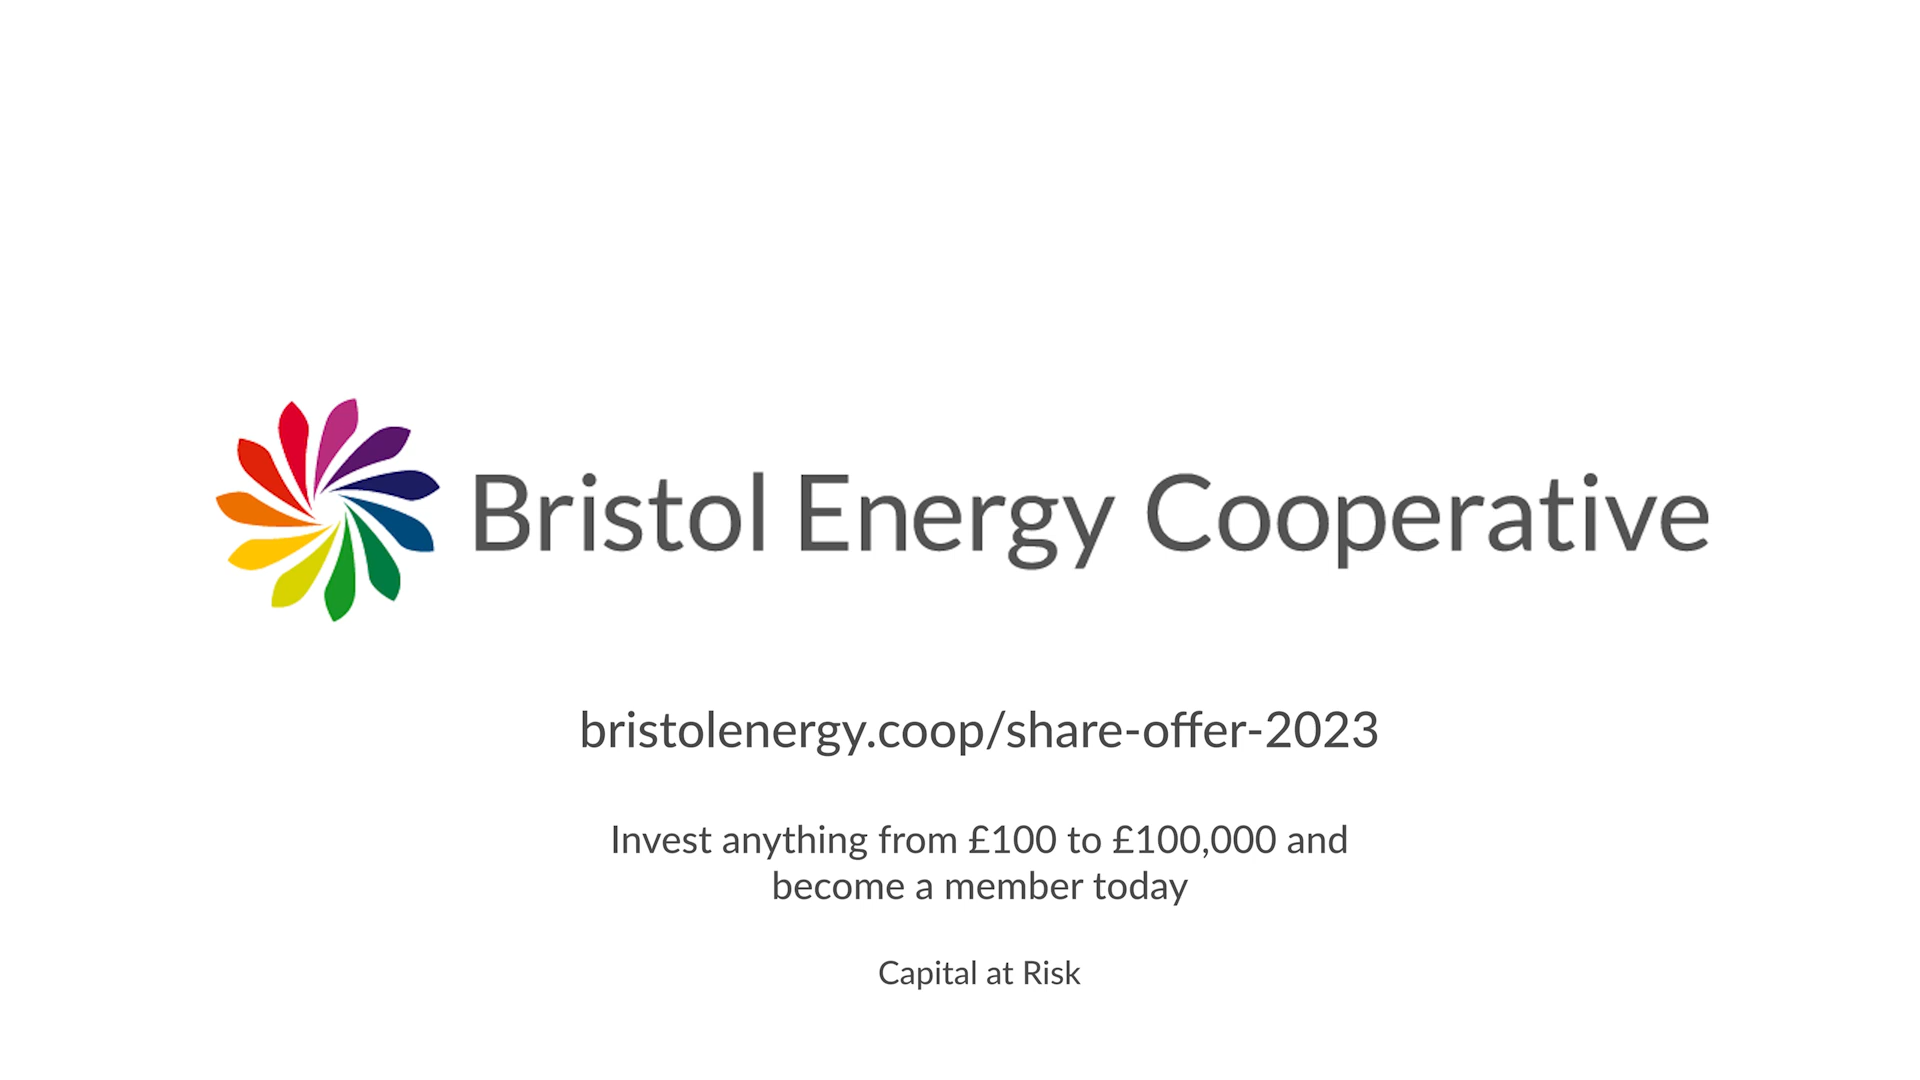 Bristol Energy Cooperative
bristolenergy.coop/share-offer-2023
Invest anything from £100 to £100,000 and
become a member today
Capital at Risk